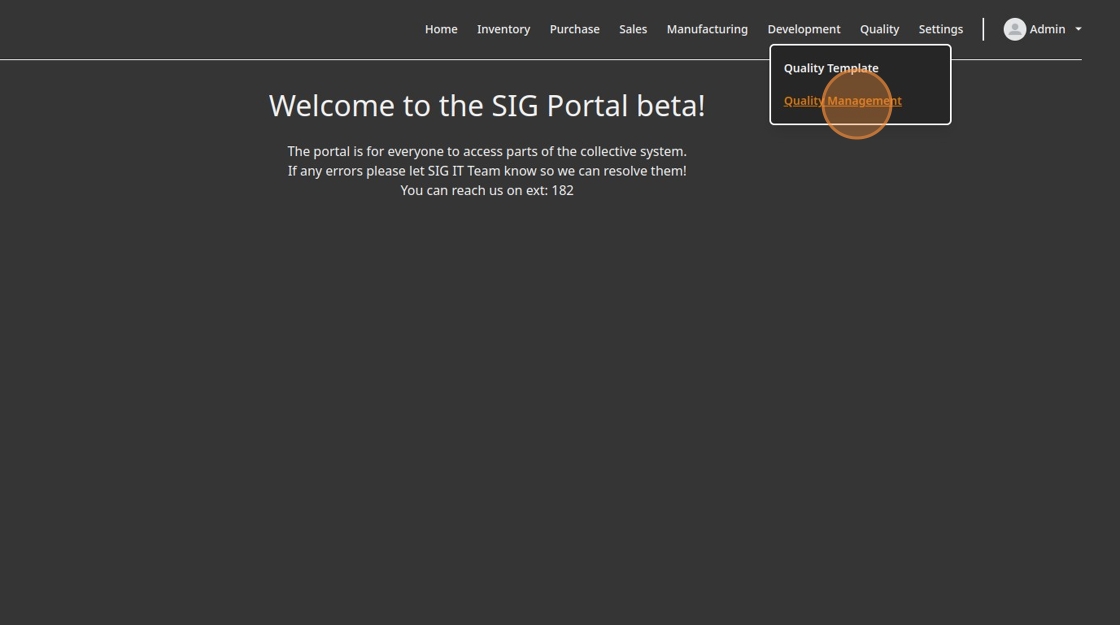 Home Inventory Purchase Sales Manufacturing Development Quality Settings Admin
Quality Template
Quality Management
Welcome to the SIG Portal beta!
The portal is for everyone to access parts of the collective system.
If any errors please let SIG IT Team know so we can resolve them!
You can reach us on ext: 182